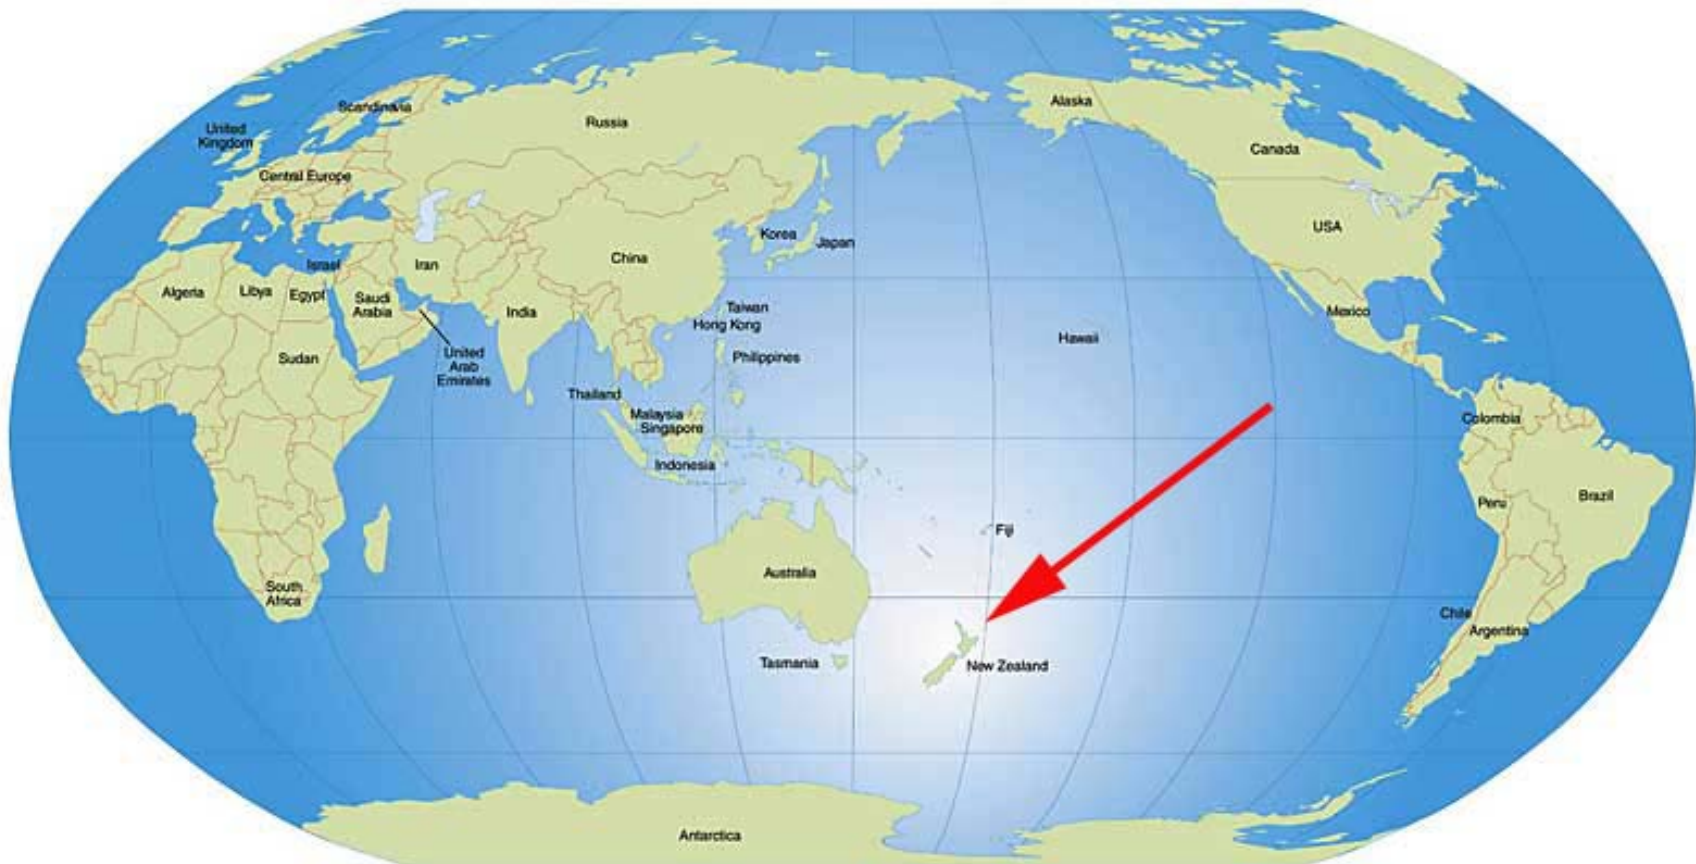 Alaska
Scandinavia
Russia
United
Kingdom
Canada
Central Europe
USA
Korea
Japan
China
Israel
Iran
Algeria
Libya
Egypt
Saudi
Arabia
India
Taiwan
Hong Kong
Mexico
Hawaii
United
Arab
Emirates
Sudan
Philippines
Thailand
Malaysia
Singapore
Colombia
Indonesia
Peru
Brazil
Fiji
Australia
South
Africa
Chile
Argentina
Tasmania
New Zealand
Antarctica